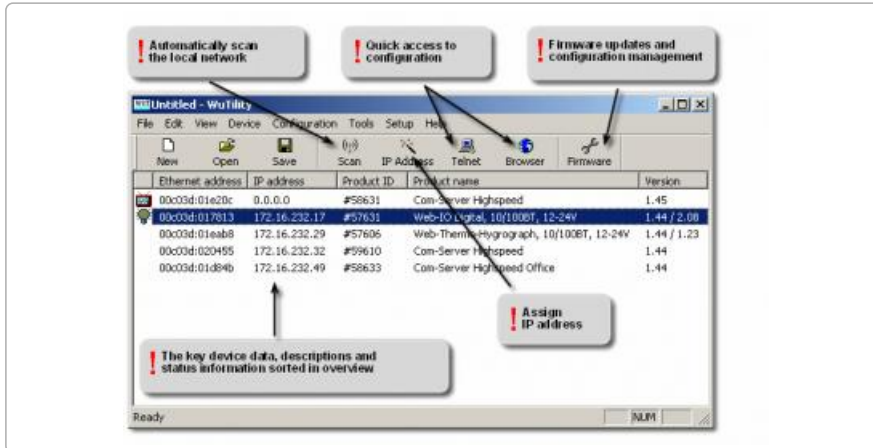 Automatically scan
the local network
Quick access to
configuration
Firmware updates and
configuration management
Untitled - WuTility
File Edit View Device Configuration Tools Setup Help
New Open Save Scan IP Address Telnet Browser Firmware
Ethernet address IP address Product ID Product name Version
00c03d:01e20c 0.0.0.0 #58631 Com-Server Highspeed 1.45
00c03d:017813 172.16.232.17 #57631 Web-IO Digital, 10/100BT, 12-24V 1.44 / 2.08
00c03d:01eab8 172.16.232.29 #57606 Web-Thermo-Hygrograph, 10/100BT, 12-24V 1.44 / 1.23
00c03d:020455 172.16.232.32 #59610 Com-Server Highspeed 1.44
00c03d:01d84b 172.16.232.49 #58633 Com-Server Highspeed Office 1.44
Assign
IP address
The key device data, descriptions and
status information sorted in overview
Ready NUM